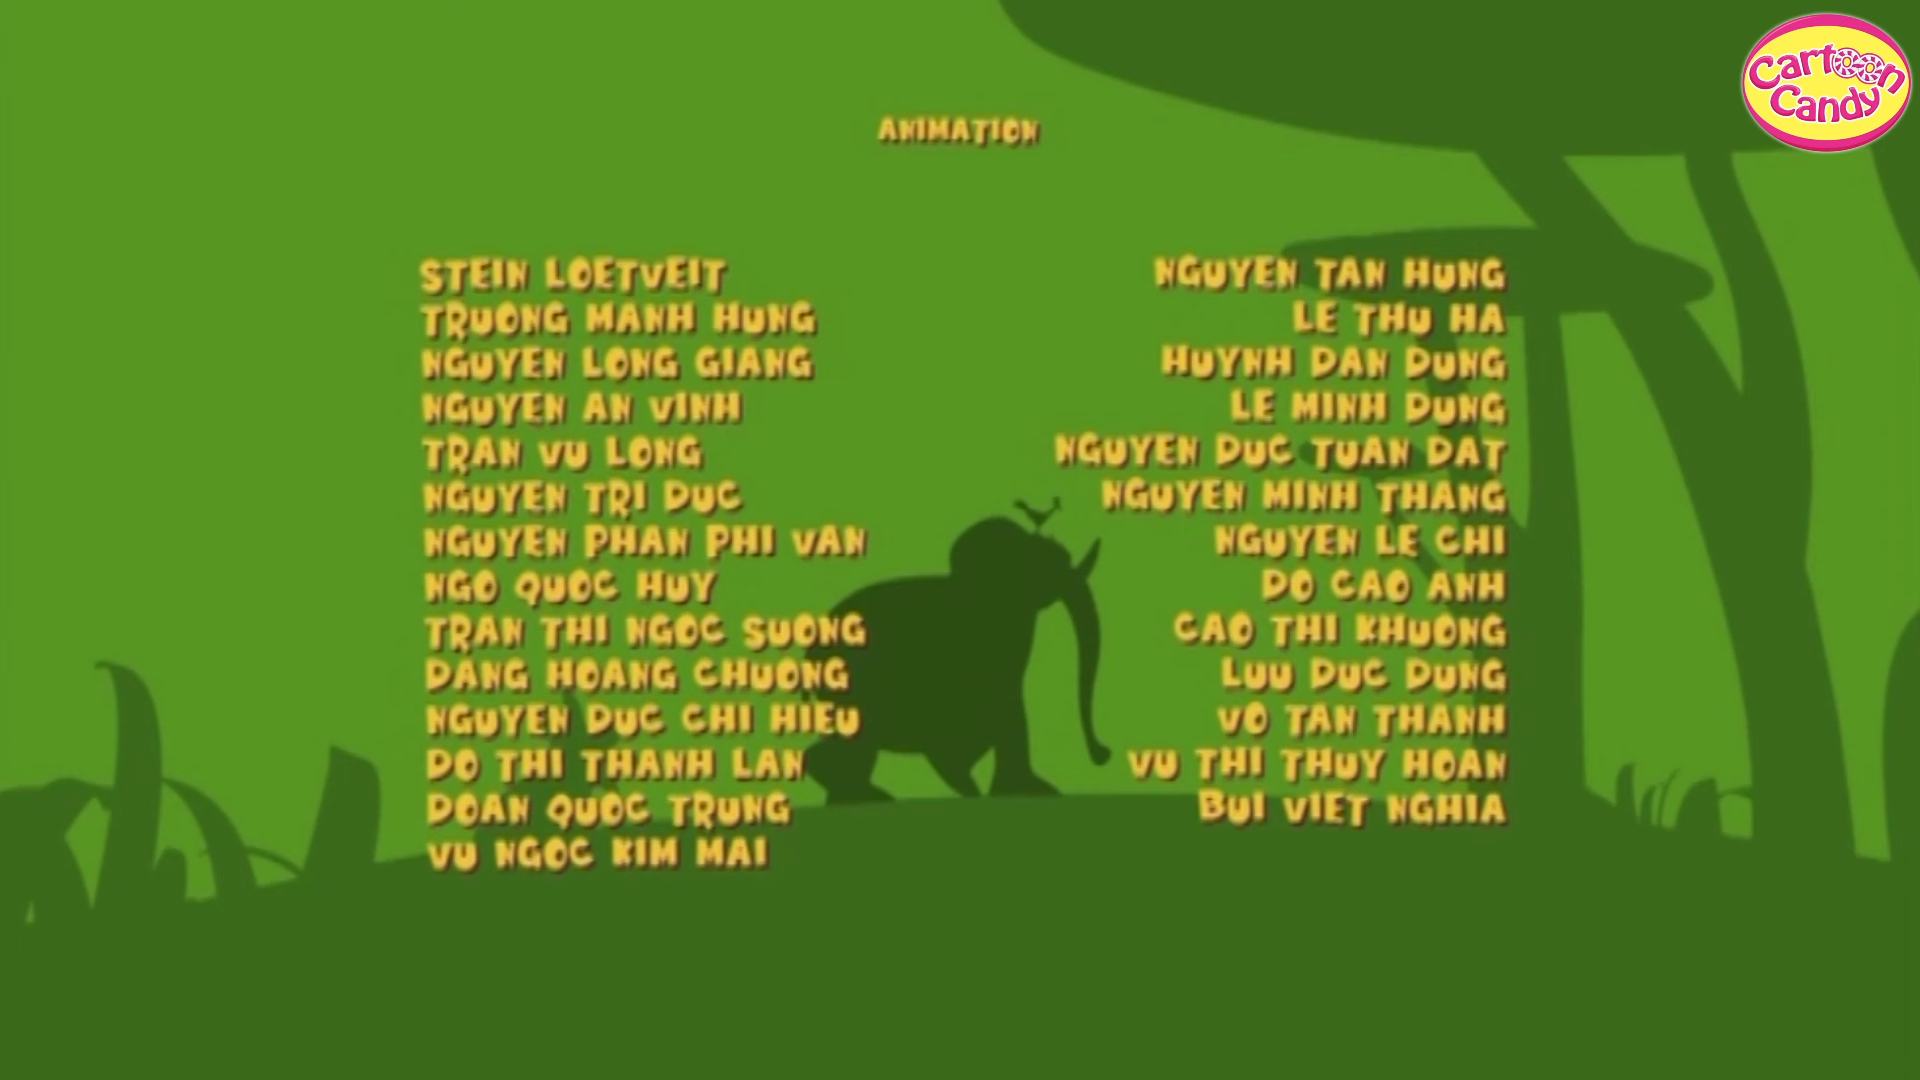 Cartoon
Candy
ANIMATION
STEIN LOETVEIT
TRUONG MANH HUNG
NGUYEN LONG GIANG
NGUYEN AN VINH
TRAN VU LONG
NGUYEN TRI DUC
NGUYEN PHAN PHI VAN
NGO QUOC HUY
TRAN THI NGOC SUONG
DANG HOANG CHUONG
NGUYEN DUC CHI HIEU
DO THI THANH LAN
DOAN QUOC TRUNG
VU NGOC KIM MAI
NGUYEN TAN HUNG
LE THU HA
HUYNH DAN DUNG
LE MINH DUNG
NGUYEN DUC TUAN DAT
NGUYEN MINH THANG
NGUYEN LE CHI
DO CAO ANH
CAO THI KHUONG
LUU DUC DUNG
VO TAN THANH
VU THI THUY HOAN
BUI VIET NGHIA